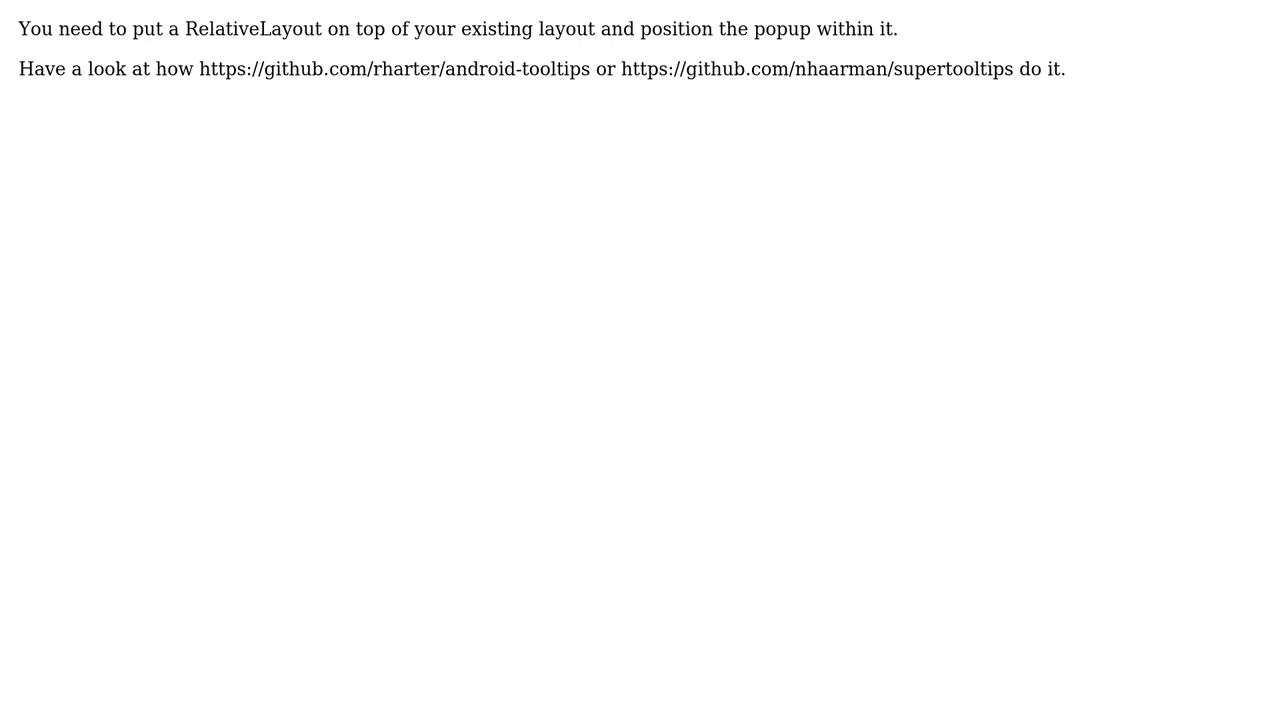 You need to put a RelativeLayout on top of your existing layout and position the popup within it.
Have a look at how https://github.com/rharter/android-tooltips or https://github.com/nhaarman/supertooltips do it.